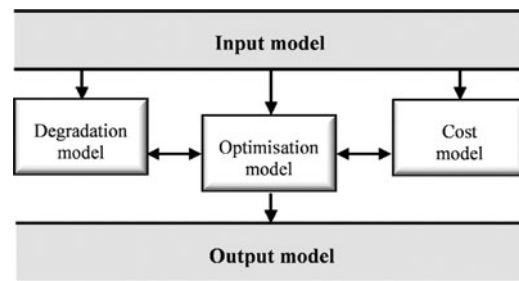 Input model
Degradation
model
Optimisation
model
Cost
model
Output model